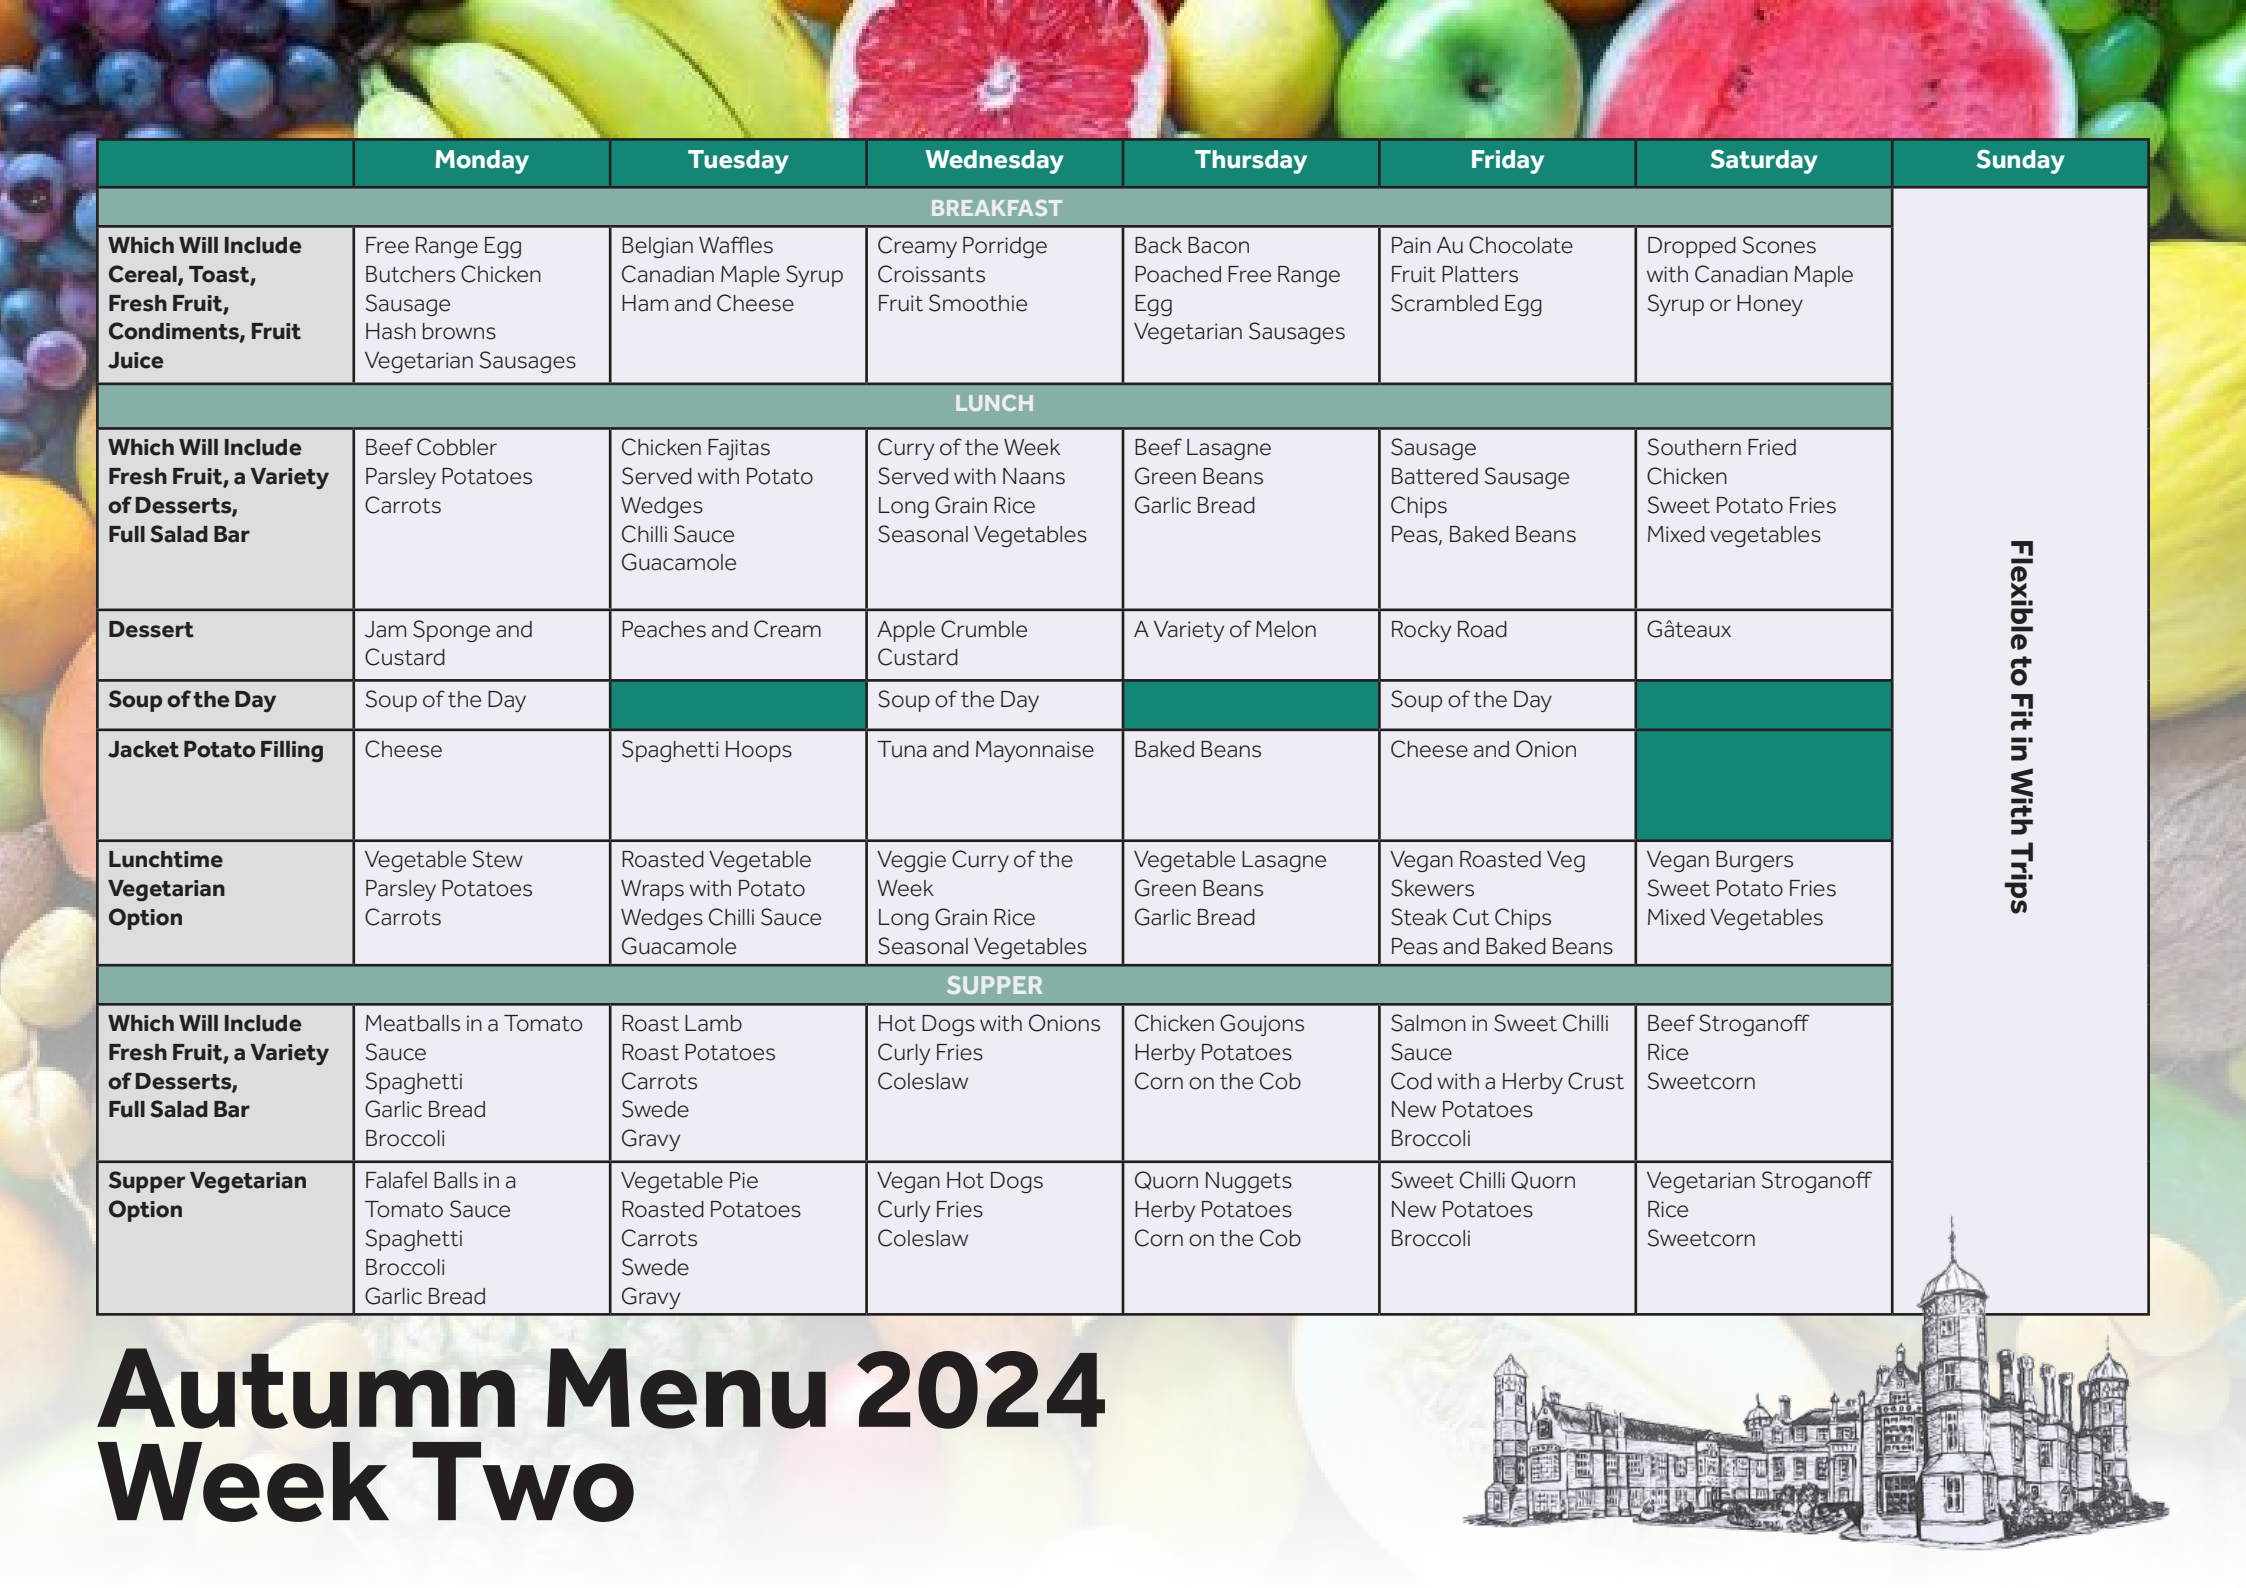 Monday
Tuesday
Wednesday
Thursday
Friday
Saturday
Sunday
BREAKFAST
Which Will Include
Cereal, Toast,
Fresh Fruit,
Condiments, Fruit
Juice
Free Range Egg
Butchers Chicken
Sausage
Hash browns
Vegetarian Sausages
Belgian Waffles
Canadian Maple Syrup
Ham and Cheese
Creamy Porridge
Croissants
Fruit Smoothie
Back Bacon
Poached Free Range
Egg
Vegetarian Sausages
Pain Au Chocolate
Fruit Platters
Scrambled Egg
Dropped Scones
with Canadian Maple
Syrup or Honey
LUNCH
Which Will Include
Fresh Fruit, a Variety
of Desserts,
Full Salad Bar
Beef Cobbler
Parsley Potatoes
Carrots
Chicken Fajitas
Served with Potato
Wedges
Chilli Sauce
Guacamole
Curry of the Week
Served with Naans
Long Grain Rice
Seasonal Vegetables
Beef Lasagne
Green Beans
Garlic Bread
Sausage
Battered Sausage
Chips
Peas, Baked Beans
Southern Fried
Chicken
Sweet Potato Fries
Mixed vegetables
Dessert
Jam Sponge and
Custard
Peaches and Cream
Apple Crumble
Custard
A Variety of Melon
Rocky Road
Gâteaux
Soup of the Day
Soup of the Day
Soup of the Day
Soup of the Day
Jacket Potato Filling
Cheese
Spaghetti Hoops
Tuna and Mayonnaise
Baked Beans
Cheese and Onion
Lunchtime
Vegetarian
Option
Vegetable Stew
Parsley Potatoes
Carrots
Roasted Vegetable
Wraps with Potato
Wedges Chilli Sauce
Guacamole
Veggie Curry of the
Week
Long Grain Rice
Seasonal Vegetables
Vegetable Lasagne
Green Beans
Garlic Bread
Vegan Roasted Veg
Skewers
Steak Cut Chips
Peas and Baked Beans
Vegan Burgers
Sweet Potato Fries
Mixed Vegetables
SUPPER
Which Will Include
Fresh Fruit, a Variety
of Desserts,
Full Salad Bar
Meatballs in a Tomato
Sauce
Spaghetti
Garlic Bread
Broccoli
Roast Lamb
Roast Potatoes
Carrots
Swede
Gravy
Hot Dogs with Onions
Curly Fries
Coleslaw
Chicken Goujons
Herby Potatoes
Corn on the Cob
Salmon in Sweet Chilli
Sauce
Cod with a Herby Crust
New Potatoes
Broccoli
Beef Stroganoff
Rice
Sweetcorn
Supper Vegetarian
Option
Falafel Balls in a
Tomato Sauce
Spaghetti
Broccoli
Garlic Bread
Vegetable Pie
Roasted Potatoes
Carrots
Swede
Gravy
Vegan Hot Dogs
Curly Fries
Coleslaw
Quorn Nuggets
Herby Potatoes
Corn on the Cob
Sweet Chilli Quorn
New Potatoes
Broccoli
Vegetarian Stroganoff
Rice
Sweetcorn
Flexible to Fit in With Trips
Autumn Menu 2024
Week Two